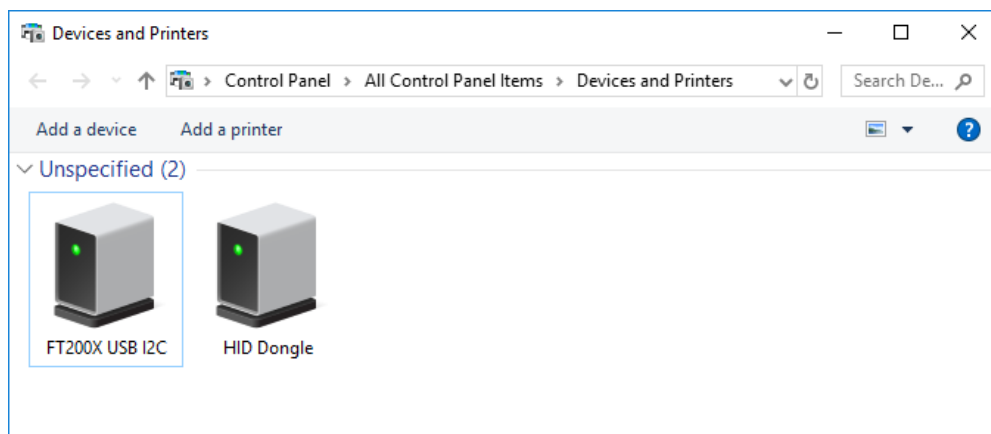 Devices and Printers
Control Panel > All Control Panel Items > Devices and Printers
Search De...
Add a device Add a printer
?
Unspecified (2)
FT200X USB I2C HID Dongle